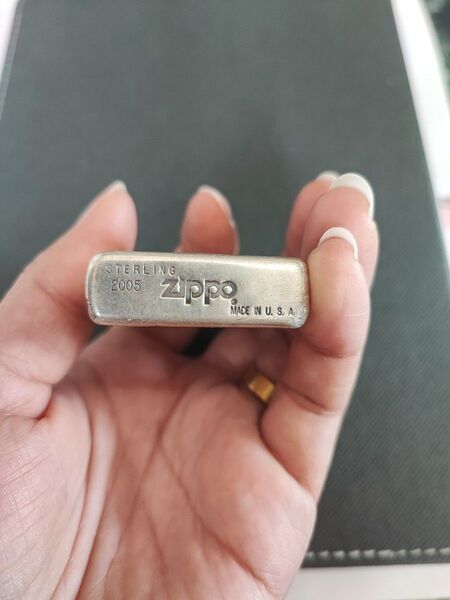 STERLING
2005 Zippo®
MADE IN U. S. A.